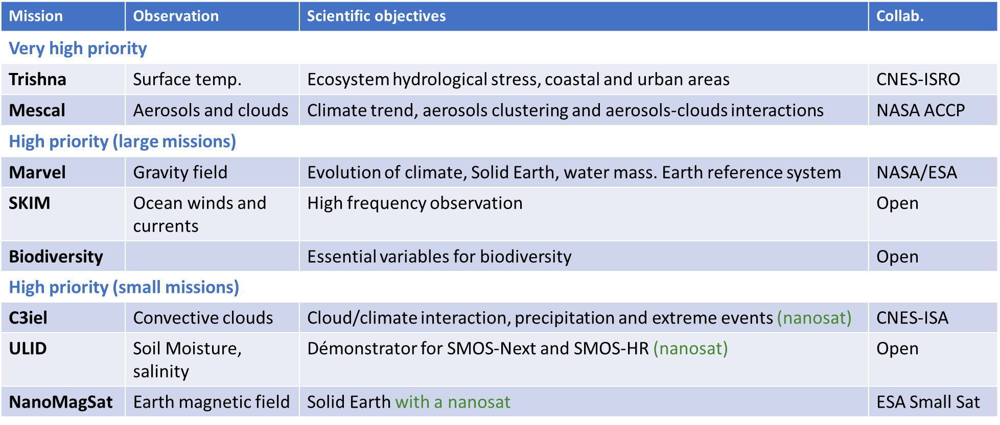 Mission Observation Scientific objectives Collab.
Very high priority
Trishna Surface temp. Ecosystem hydrological stress, coastal and urban areas CNES-ISRO
Mescal Aerosols and clouds Climate trend, aerosols clustering and aerosols-clouds interactions NASA ACCP
High priority (large missions)
Marvel Gravity field Evolution of climate, Solid Earth, water mass. Earth reference system NASA/ESA
SKIM Ocean winds and High frequency observation Open
currents
Biodiversity Essential variables for biodiversity Open
High priority (small missions)
C3iel Convective clouds Cloud/climate interaction, precipitation and extreme events (nanosat) CNES-ISA
ULID Soil Moisture, Démonstrator for SMOS-Next and SMOS-HR (nanosat) Open
salinity
NanoMagSat Earth magnetic field Solid Earth with a nanosat ESA Small Sat